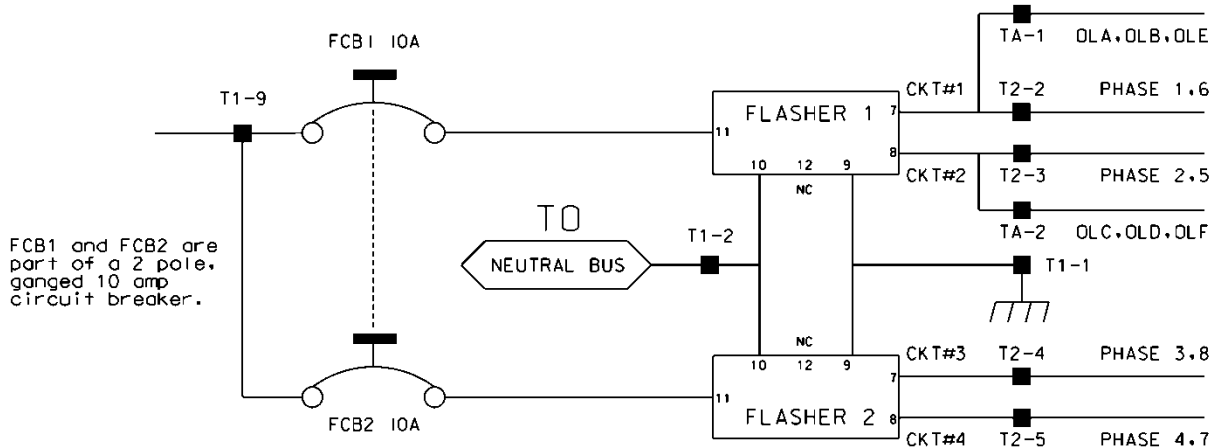 TA-1 OLA,OLB,OLE
FCB1 10A
T1-9
CKT#1 T2-2 PHASE 1,6
FLASHER 1
7
11
8
10 12 9
NC
CKT#2 T2-3 PHASE 2,5
TO
TA-2 OLC,OLD,OLF
FCB1 and FCB2 are
part of a 2 pole,
ganged 10 amp
circuit breaker.
T1-2
NEUTRAL BUS
T1-1
NC
10 12 9
CKT#3 T2-4 PHASE 3,8
7
11
FLASHER 2
8
FCB2 10A
CKT#4 T2-5 PHASE 4,7